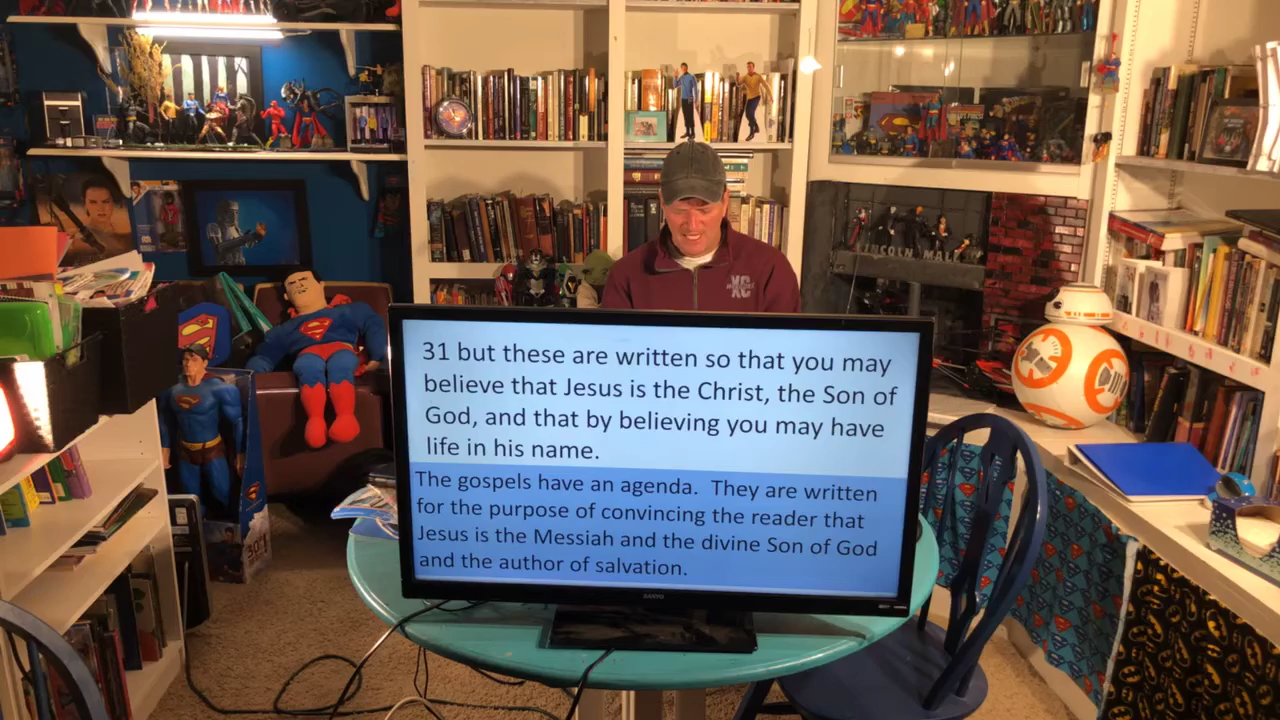 LINCOLN MALL
XC
31 but these are written so that you may
believe that Jesus is the Christ, the Son of
God, and that by believing you may have
life in his name.
The gospels have an agenda.  They are written
for the purpose of convincing the reader that
Jesus is the Messiah and the divine Son of God
and the author of salvation.
SANYO